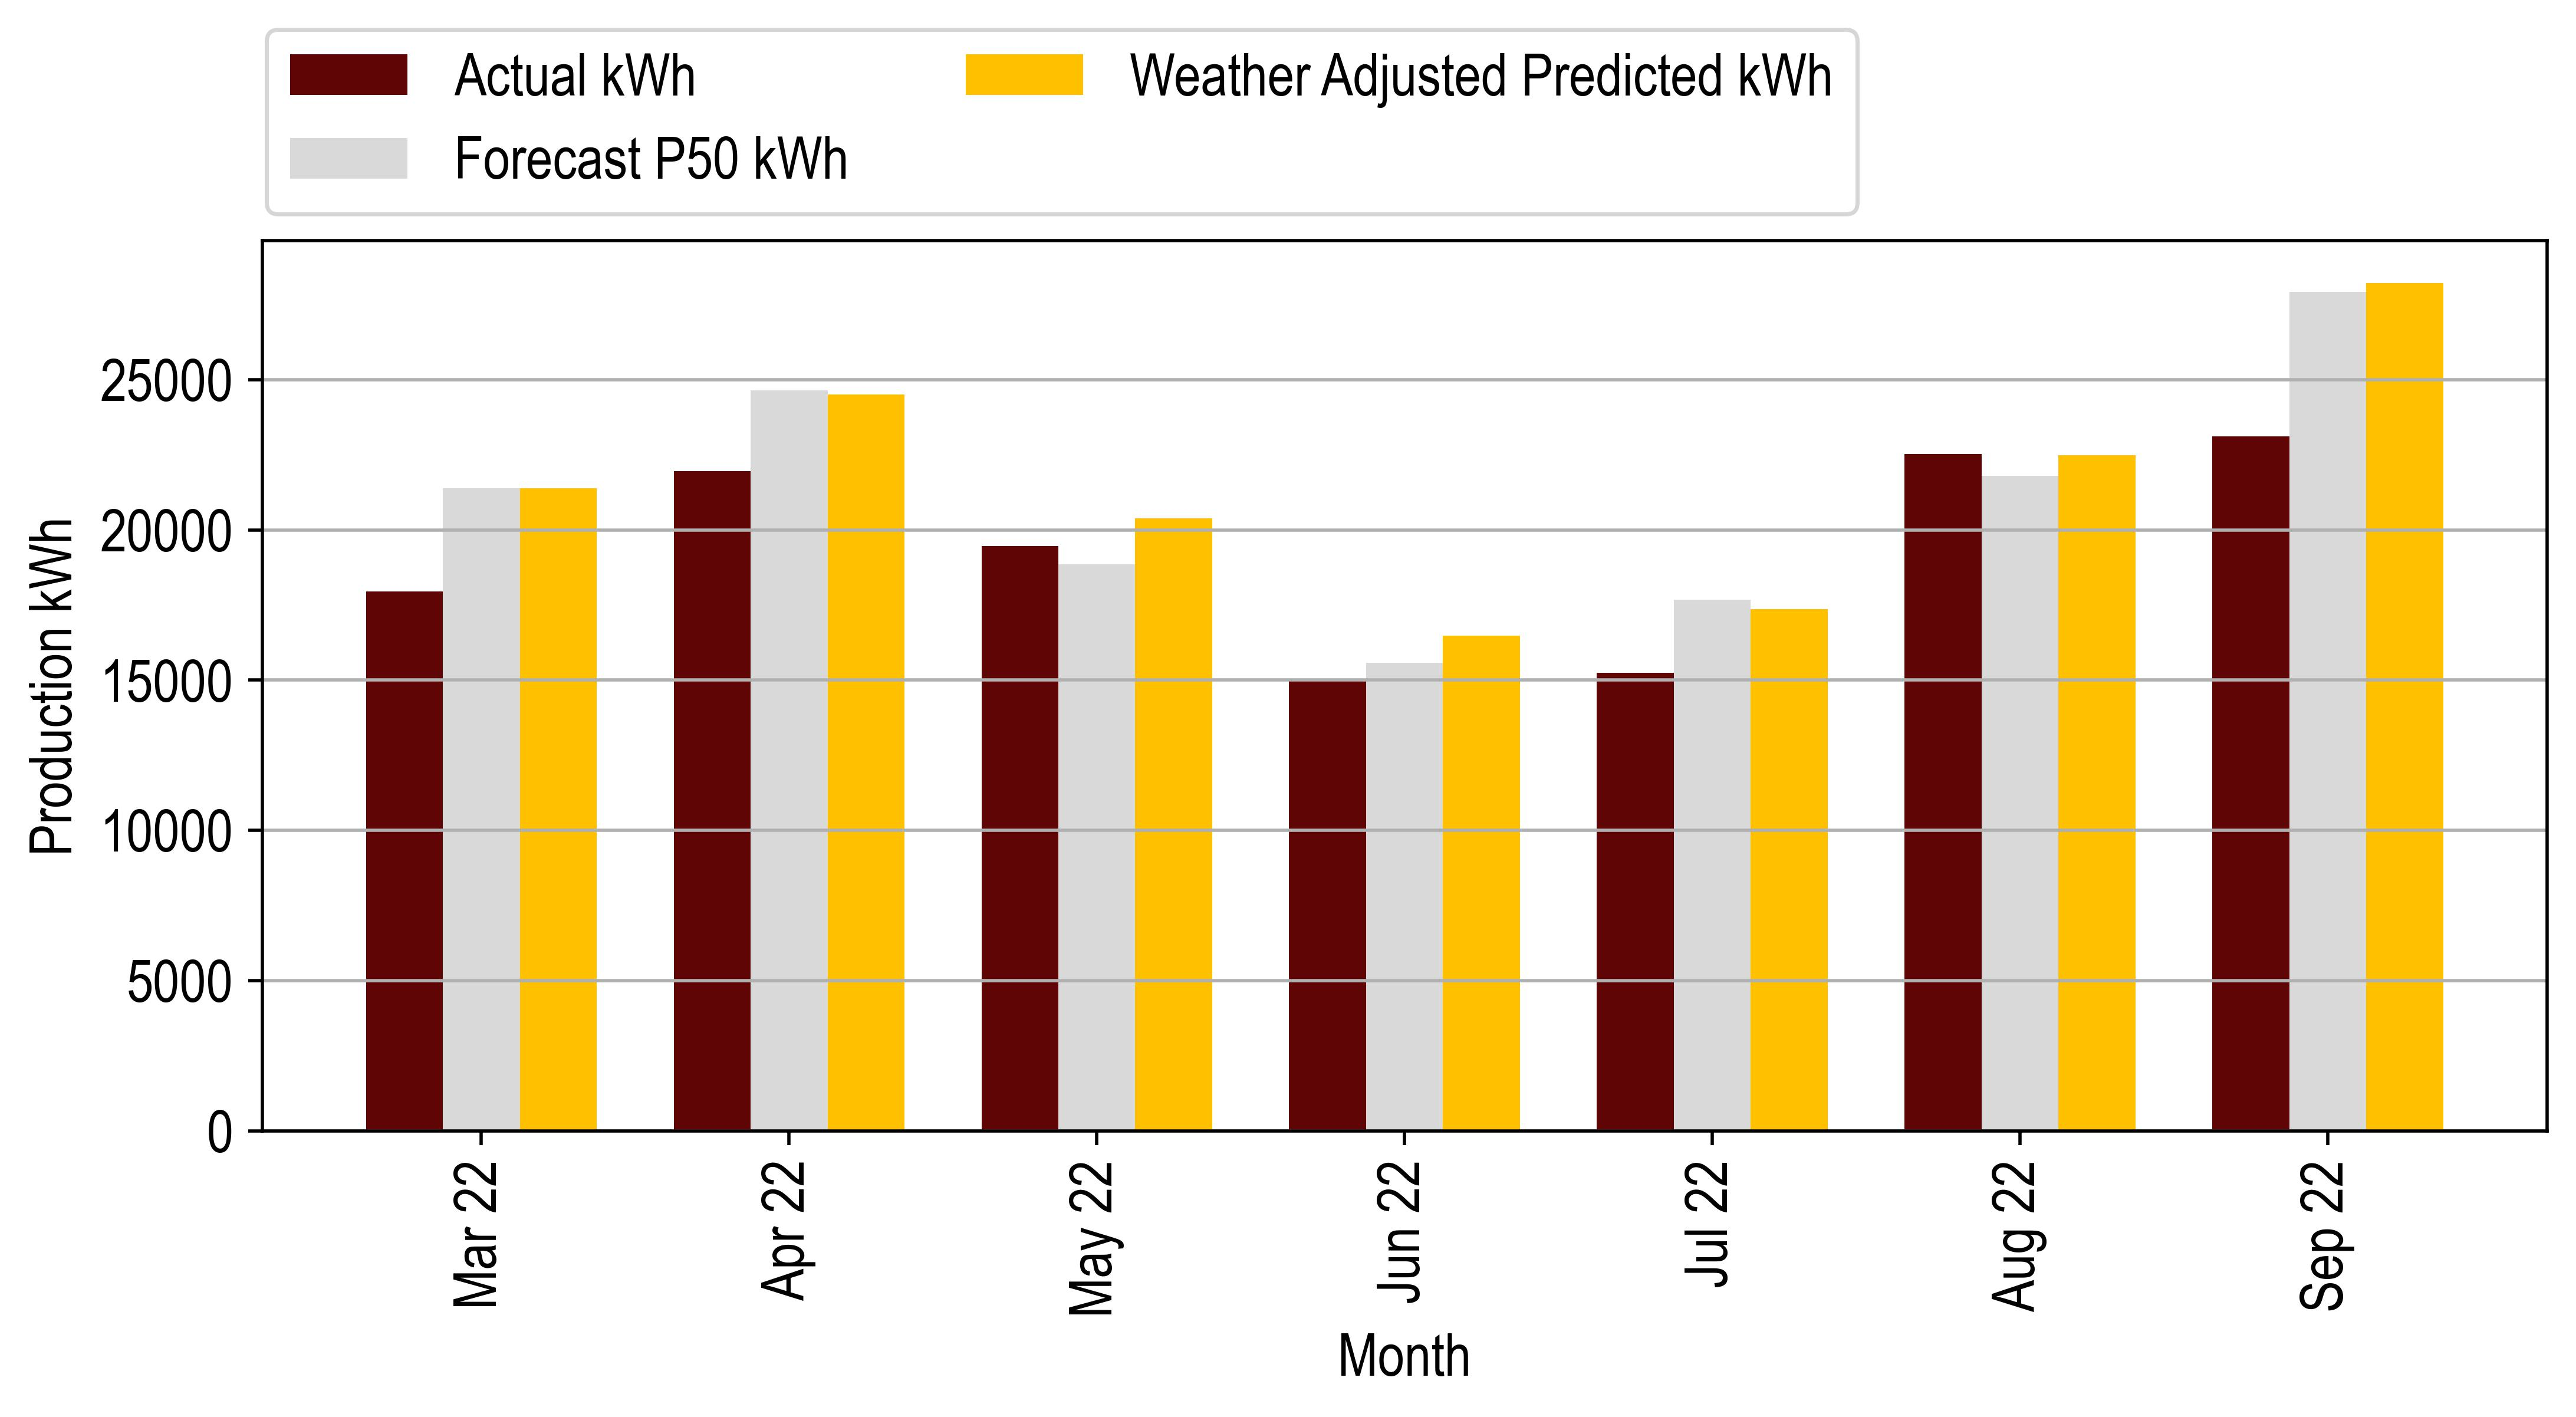 Actual kWh
Forecast P50 kWh
Weather Adjusted Predicted kWh
Production kWh
25000
20000
15000
10000
5000
0
Mar 22
Apr 22
May 22
Jun 22
Jul 22
Aug 22
Sep 22
Month